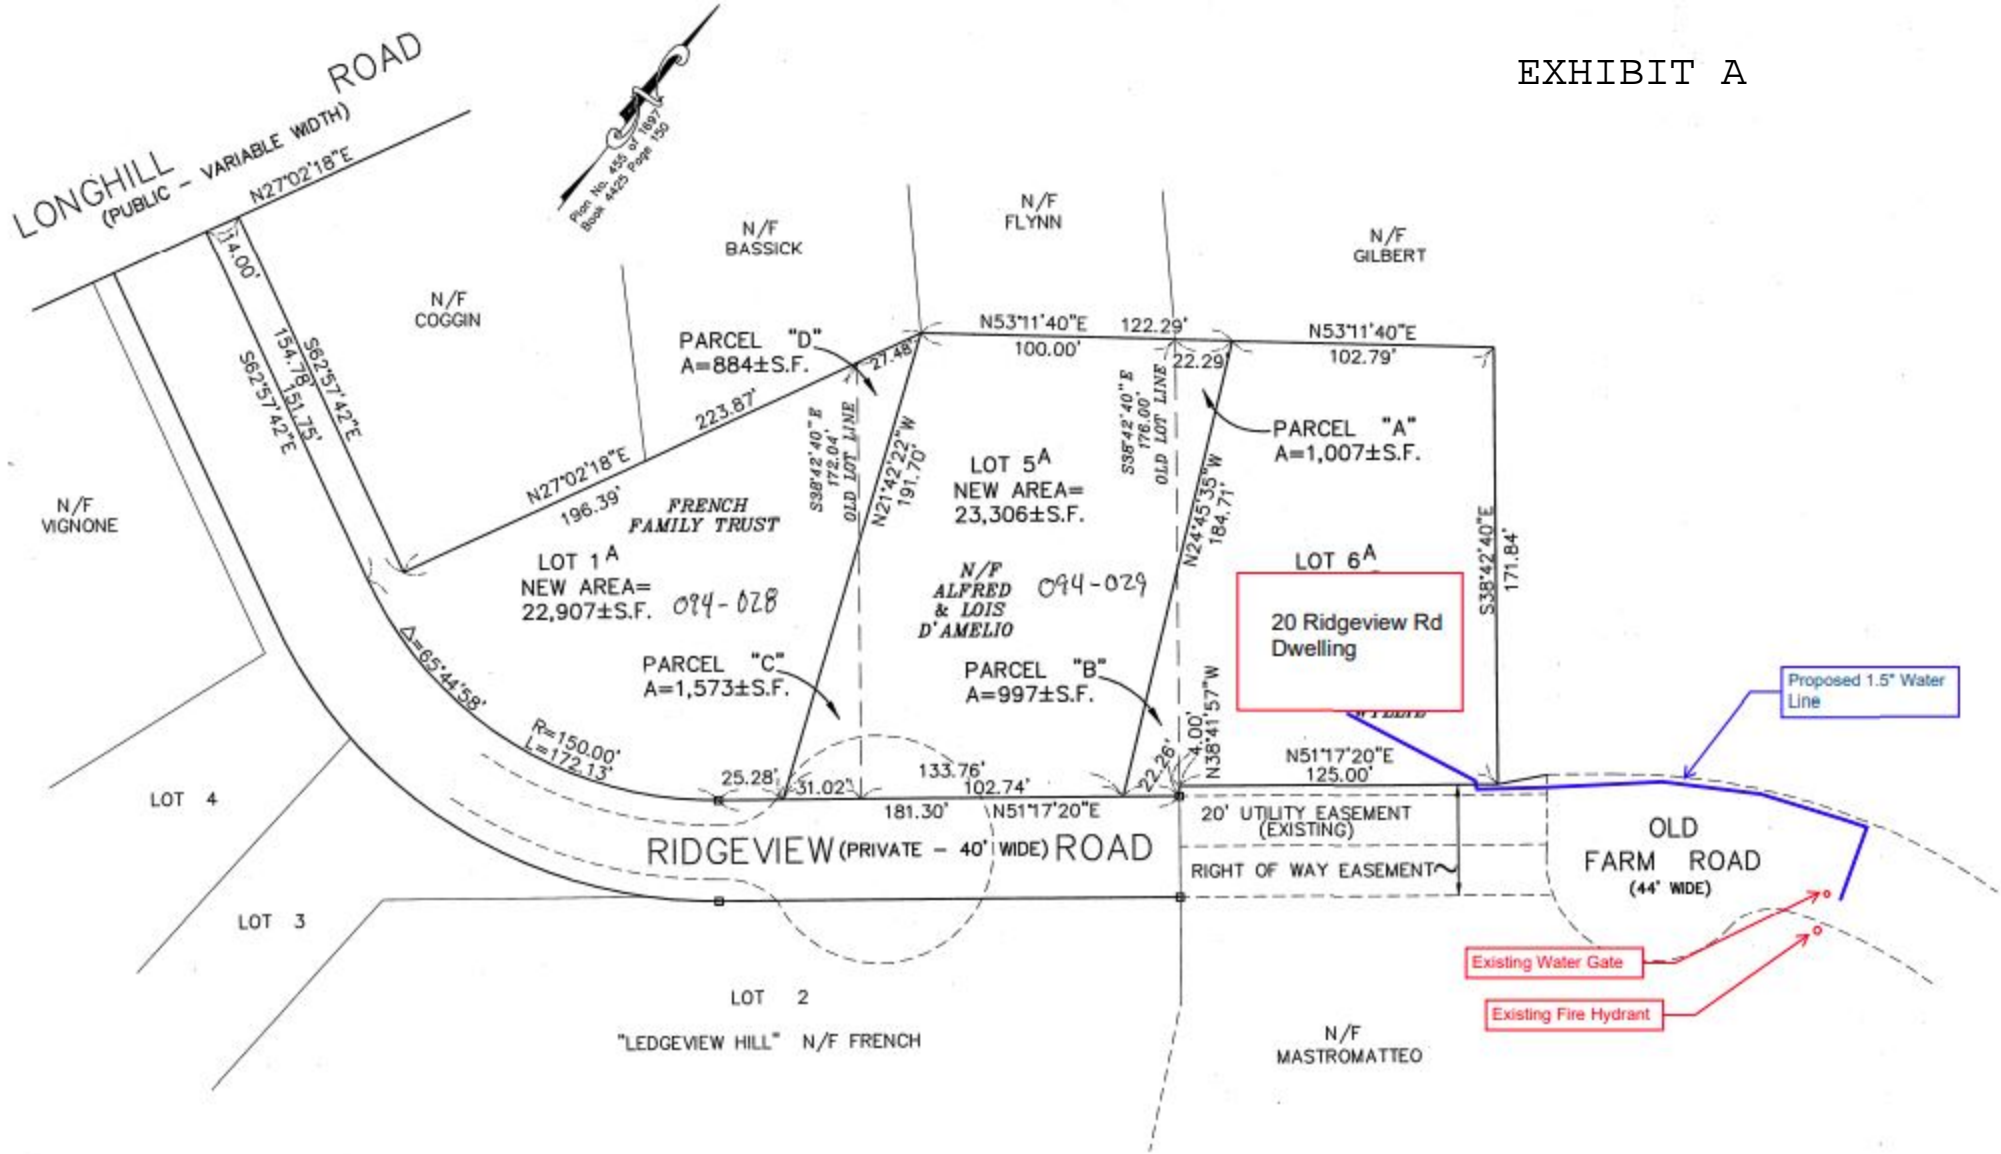 EXHIBIT A
LONGHILL ROAD
(PUBLIC - VARIABLE WIDTH)
N27°02'18"E
Plan No. 455 of 1897
Book 4425 Page 150
14.00'
S62°57'42"E
154.78'
151.75'
S62°57'42"E
N/F
COGGIN
N/F
BASSICK
N/F
FLYNN
N/F
GILBERT
N/F
VIGNONE
PARCEL "D"
A=884±S.F.
27.48'
223.87'
N27°02'18"E
196.39'
N53°11'40"E
122.29'
100.00'
22.29'
N53°11'40"E
102.79'
S38°42'40"E
172.04'
OLD LOT LINE
N21°42'22"W
191.70'
S38°42'40"E
176.00'
OLD LOT LINE
N24°45'35"W
184.71'
PARCEL "A"
A=1,007±S.F.
S38°42'40"E
171.84'
FRENCH
FAMILY TRUST
LOT 1A
NEW AREA=
22,907±S.F.
094-028
LOT 5A
NEW AREA=
23,306±S.F.
N/F
ALFRED
& LOIS
D'AMELIO
094-029
LOT 6A
20 Ridgeview Rd
Dwelling
PARCEL "C"
A=1,573±S.F.
PARCEL "B"
A=997±S.F.
Δ=65°44'58"
R=150.00'
L=172.13'
25.28'
31.02'
133.76'
102.74'
181.30'
N51°17'20"E
22.26'
4.00'
N38°41'57"W
N51°17'20"E
125.00'
Proposed 1.5" Water
Line
RIDGEVIEW (PRIVATE - 40' WIDE) ROAD
20' UTILITY EASEMENT
(EXISTING)
RIGHT OF WAY EASEMENT
OLD
FARM ROAD
(44' WIDE)
Existing Water Gate
Existing Fire Hydrant
LOT 4
LOT 3
LOT 2
"LEDGEVIEW HILL" N/F FRENCH
N/F
MASTROMATTEO